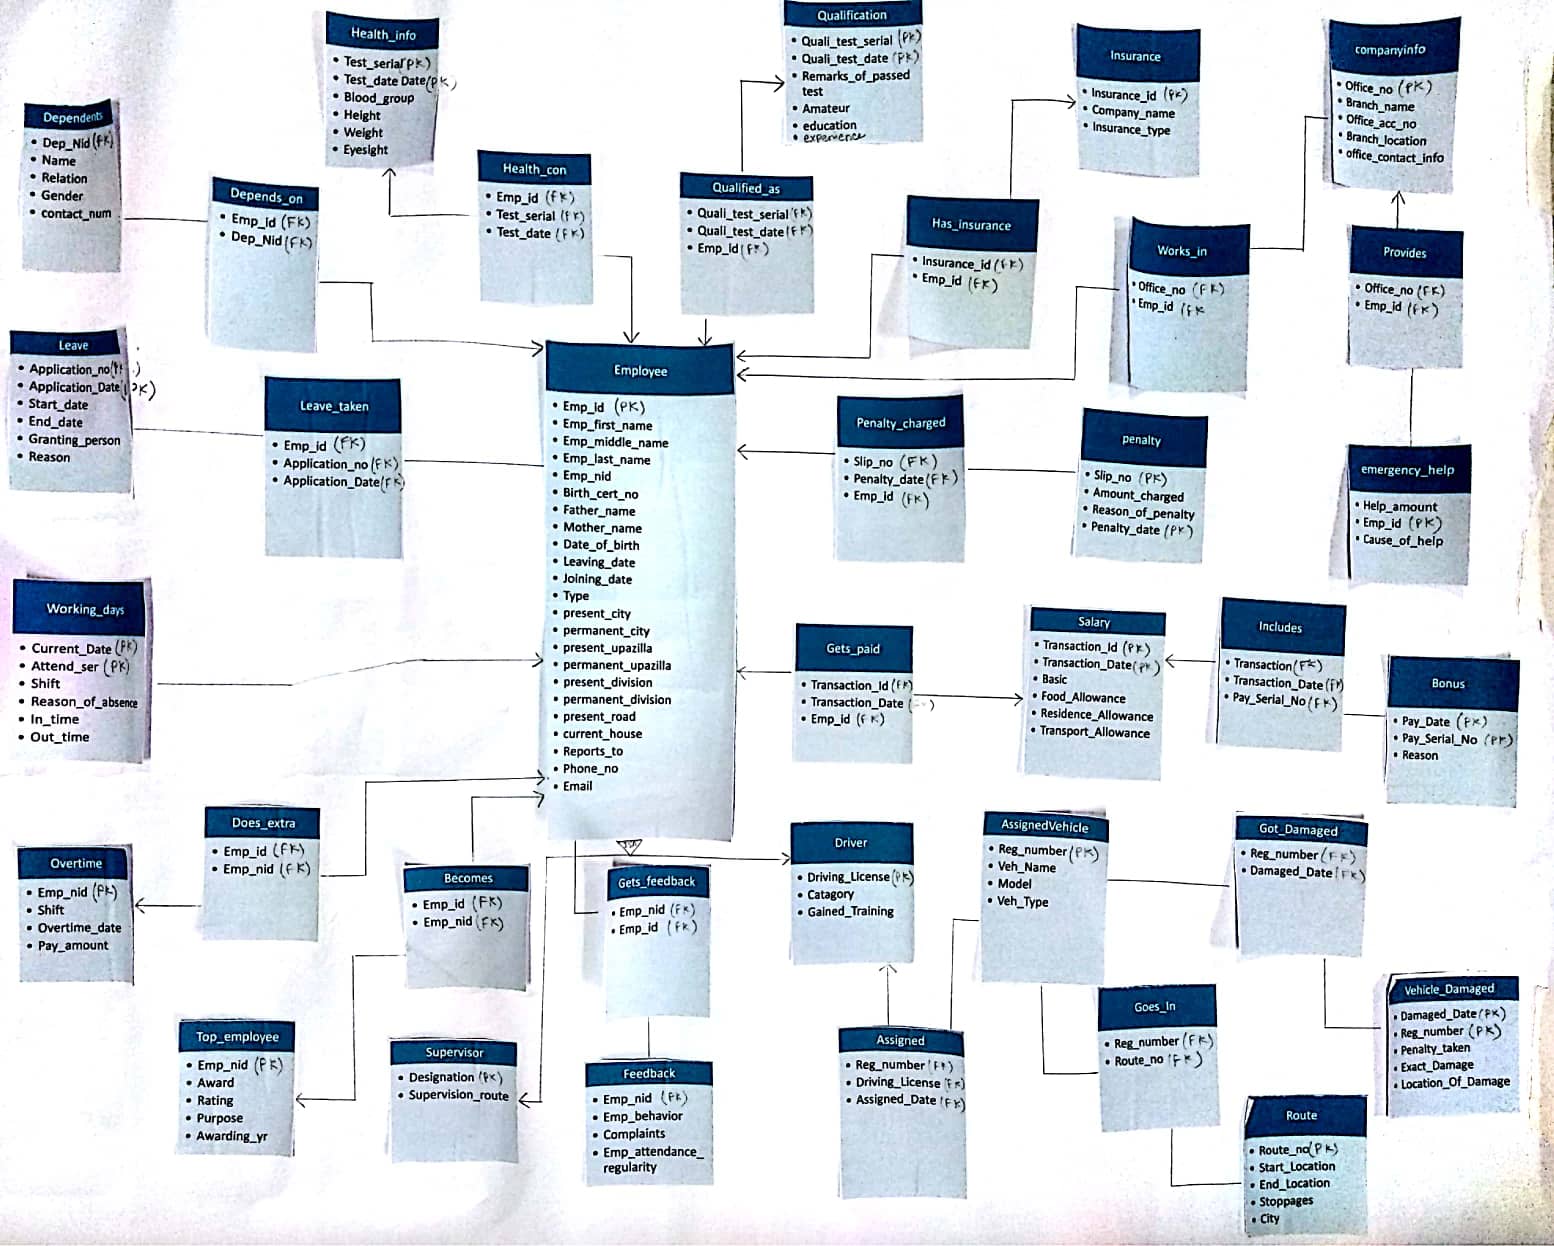 Health_info
Test_serial(PK)
Test_date Date(PK)
Blood_group
Height
Weight
Eyesight
Qualification
Quali_test_serial (PK)
Quali_test_date (PK)
Remarks_of_passed
test
Amateur
education
experience
Insurance
Insurance_id (PK)
Company_name
Insurance_type
companyinfo
Office_no (PK)
Branch_name
Office_acc_no
Branch_location
office_contact_info
Dependents
Dep_Nid(FK)
Name
Relation
Gender
contact_num
Depends_on
Emp_id (FK)
Dep_Nid(FK)
Health_con
Emp_id (FK)
Test_serial (FK)
Test_date (FK)
Qualified_as
Quali_test_serial(FK)
Quali_test_date(FK)
Emp_id(FK)
Has_insurance
Insurance_id(FK)
Emp_id (FK)
Works_in
Office_no (FK)
Emp_id (FK
Provides
Office_no (FK)
Emp_id (FK)
Leave
Application_no
Application_Date(PK)
Start_date
End_date
Granting_person
Reason
Leave_taken
Emp_id (FK)
Application_no(FK)
Application_Date(FK)
Employee
Emp_Id (PK)
Emp_first_name
Emp_middle_name
Emp_last_name
Emp_nid
Birth_cert_no
Father_name
Mother_name
Date_of_birth
Leaving_date
Joining_date
Type
present_city
permanent_city
present_upazilla
permanent_upazilla
present_division
permanent_division
present_road
current_house
Reports_to
Phone_no
Email
Penalty_charged
Slip_no (FK)
Penalty_date(FK)
Emp_id (FK)
penalty
Slip_no (PK)
Amount_charged
Reason_of_penalty
Penalty_date (PK)
emergency_help
Help_amount
Emp_id (PK)
Cause_of_help
Working_days
Current_Date(PK)
Attend_ser (PK)
Shift
Reason_of_absence
In_time
Out_time
Gets_paid
Transaction_Id (FK)
Transaction_Date
Emp_id (FK)
Salary
Transaction_Id (PK)
Transaction_Date(PK)
Basic
Food_Allowance
Residence_Allowance
Transport_Allowance
Includes
Transaction(FK)
Transaction_Date(FK)
Pay_Serial_No(FK)
Bonus
Pay_Date (PK)
Pay_Serial_No (PK)
Reason
Does_extra
Emp_id (FK)
Emp_nid (FK)
Overtime
Emp_nid (PK)
Shift
Overtime_date
Pay_amount
Becomes
Emp_id (FK)
Emp_nid (FK)
ISA
Gets_feedback
Emp_nid (FK)
Emp_id (FK)
Driver
Driving_License(PK)
Catagory
Gained_Training
AssignedVehicle
Reg_number(PK)
Veh_Name
Model
Veh_Type
Got_Damaged
Reg_number(FK)
Damaged_Date(FK)
Top_employee
Emp_nid (PK)
Award
Rating
Purpose
Awarding_yr
Supervisor
Designation (PK)
Supervision_route
Feedback
Emp_nid (PK)
Emp_behavior
Complaints
Emp_attendance_
regularity
Assigned
Reg_number(FK)
Driving_License (FK)
Assigned_Date(FK)
Goes_In
Reg_number(FK)
Route_no(FK)
Vehicle_Damaged
Damaged_Date(PK)
Reg_number (PK)
Penalty_taken
Exact_Damage
Location_Of_Damage
Route
Route_no(PK)
Start_Location
End_Location
Stoppages
City